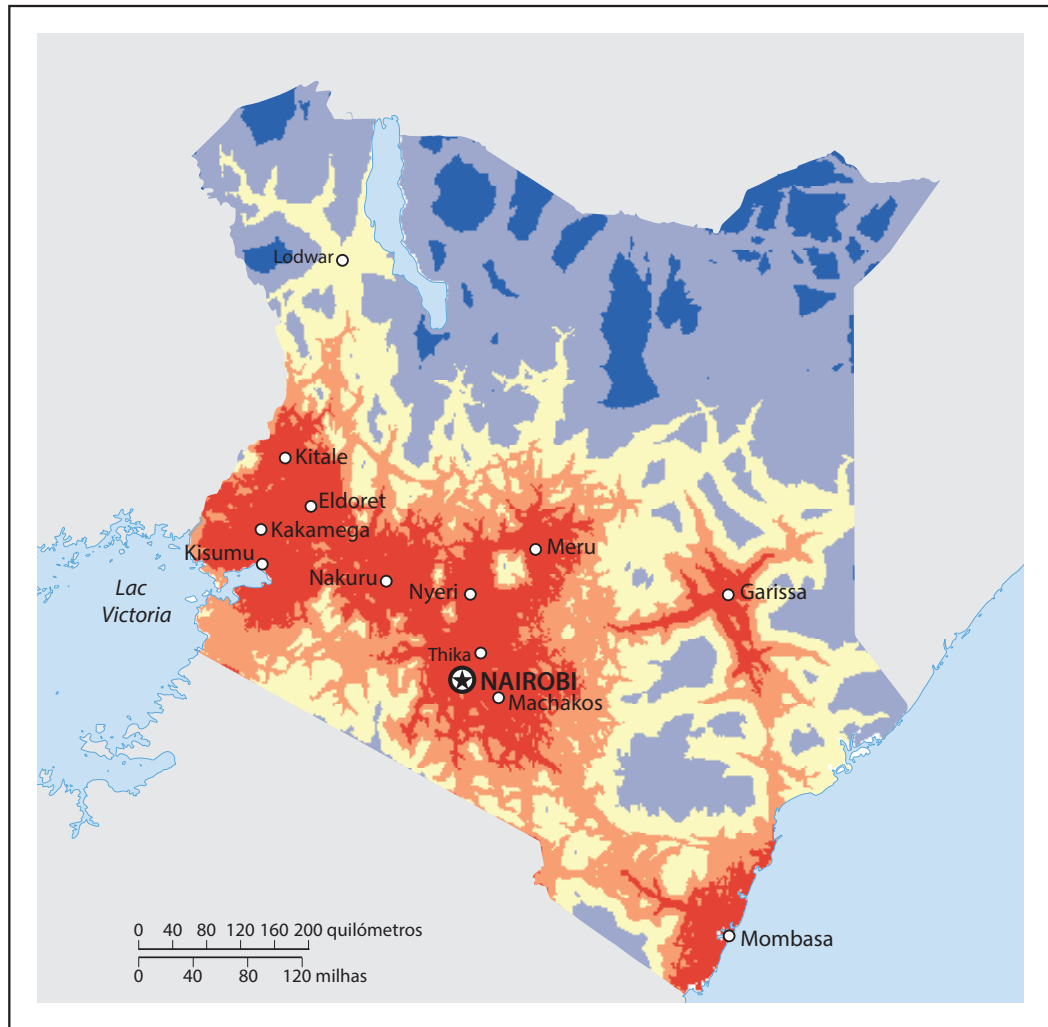 Lodwar
Kitale
Eldoret
Kakamega
Kisumu
Meru
Nakuru
Nyeri
Garissa
Lac
Victoria
Thika
NAIROBI
Machakos
Mombasa
0 40 80 120 160 200 quilómetros
0 40 80 120 milhas